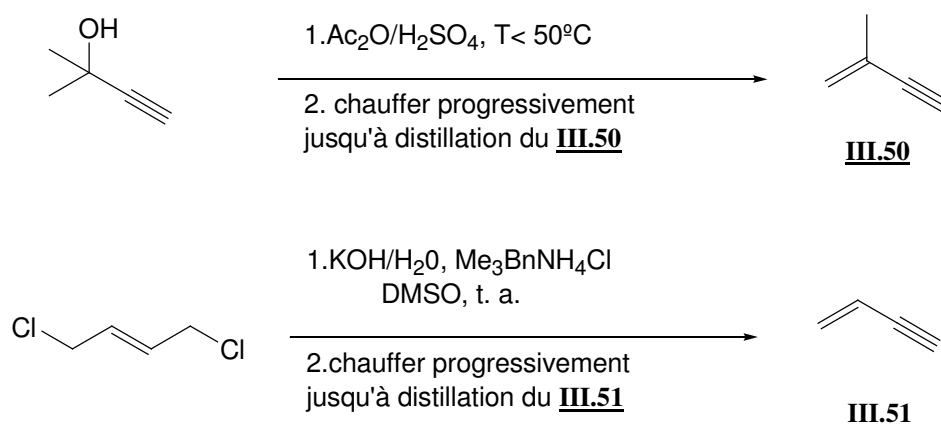 OH
1.Ac2O/H2SO4, T< 50ºC
2. chauffer progressivement
jusqu'à distillation du III.50
III.50
1.KOH/H20, Me3BnNH4Cl
DMSO, t. a.
Cl
Cl
2.chauffer progressivement
jusqu'à distillation du III.51
III.51